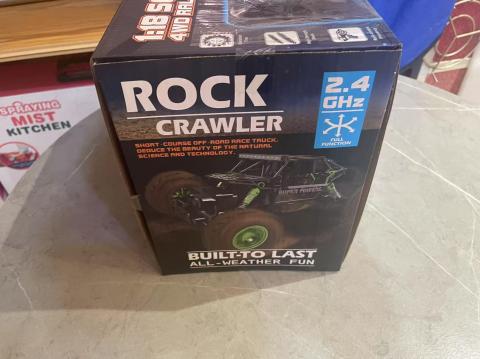 1:18
4WD
ROCK
CRAWLER
2.4
GHz
FULL
FUNCTION
SHORT-COURSE OFF-ROAD RACE TRUCK,
DEDUCE THE BEAUTY OF THE NATURAL
SCIENCE AND TECHNOLOGY.
BUILT-TO LAST
ALL-WEATHER FUN
SPRAYING
MIST
KITCHEN